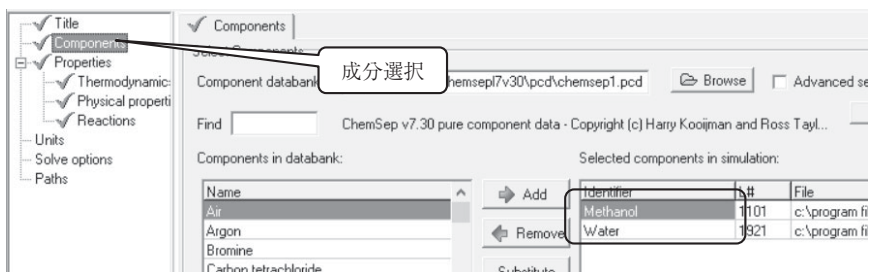 Title
Components
Properties
Thermodynamic
Physical properti
Reactions
Units
Solve options
Paths
Components
成分選択
Component databank
hemsepl7v30\pcd\chemsep1.pcd
Browse
Advanced se
Find
ChemSep v7.30 pure component data - Copyright (c) Harry Kooijman and Ross Tayl...
Components in databank:
Selected components in simulation:
Name
Air
Argon
Bromine
Carbon tetrachloride
Add
Remove
Substitute
Identifier L# File
Methanol 1101 c:\program fi
Water 1921 c:\program fi